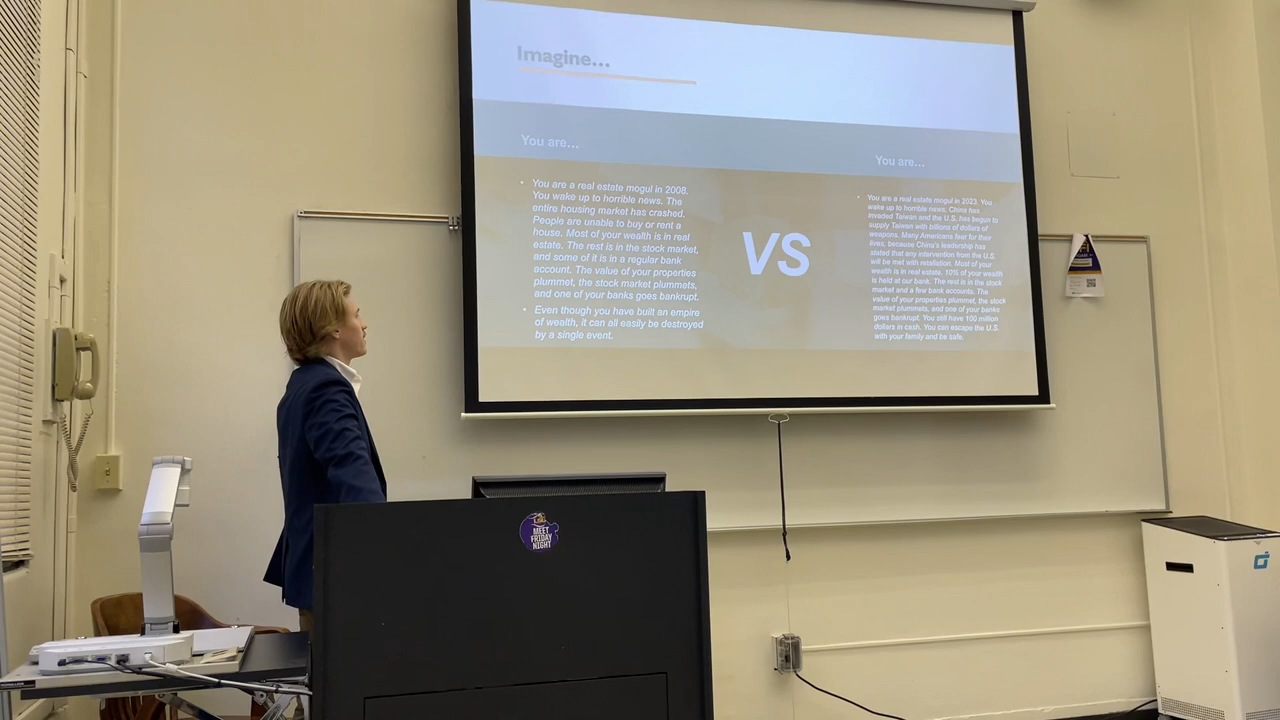 Imagine...
You are...
• You are a real estate mogul in 2008.
You wake up to horrible news. The
entire housing market has crashed.
People are unable to buy or rent a
house. Most of your wealth is in real
estate. The rest is in the stock market,
and some of it is in a regular bank
account. The value of your properties
plummet, the stock market plummets,
and one of your banks goes bankrupt.
• Even though you have built an empire
of wealth, it can all easily be destroyed
by a single event.
VS
You are...
• You are a real estate mogul in 2023. You
wake up to horrible news. China has
invaded Taiwan and the U.S. has begun to
supply Taiwan with billions of dollars of
weapons. Many Americans fear for their
lives, because China's leadership has
stated that any intervention from the U.S
will be met with retaliation. Most of your
wealth is in real estate. 10% of your wealth
is held at our bank. The rest is in the stock
market and a few bank accounts. The
value of your properties plummet, the stock
market plummets, and one of your banks
goes bankrupt. You still have 100 million
dollars in cash. You can escape the U.S.
with your family and be safe.
MEET
FRIDAY
NIGHT